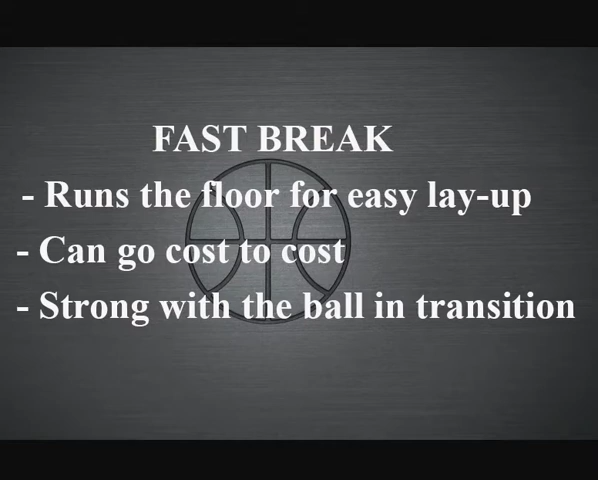 FAST BREAK
- Runs the floor for easy lay-up
- Can go cost to cost
- Strong with the ball in transition